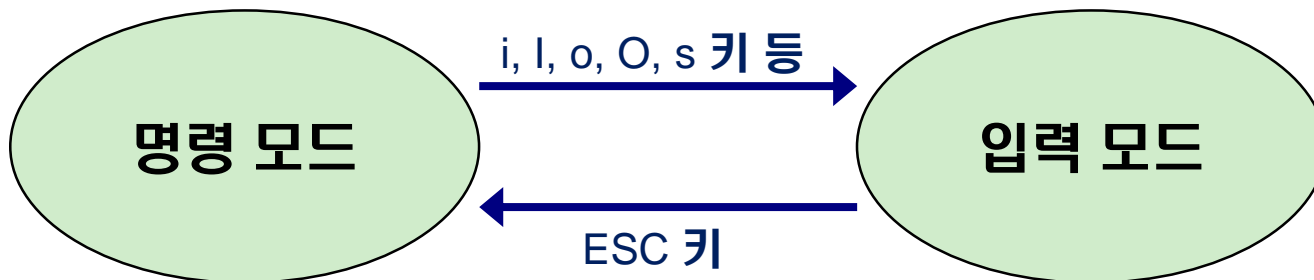 i, I, o, O, s 키 등
명령 모드
입력 모드
ESC 키